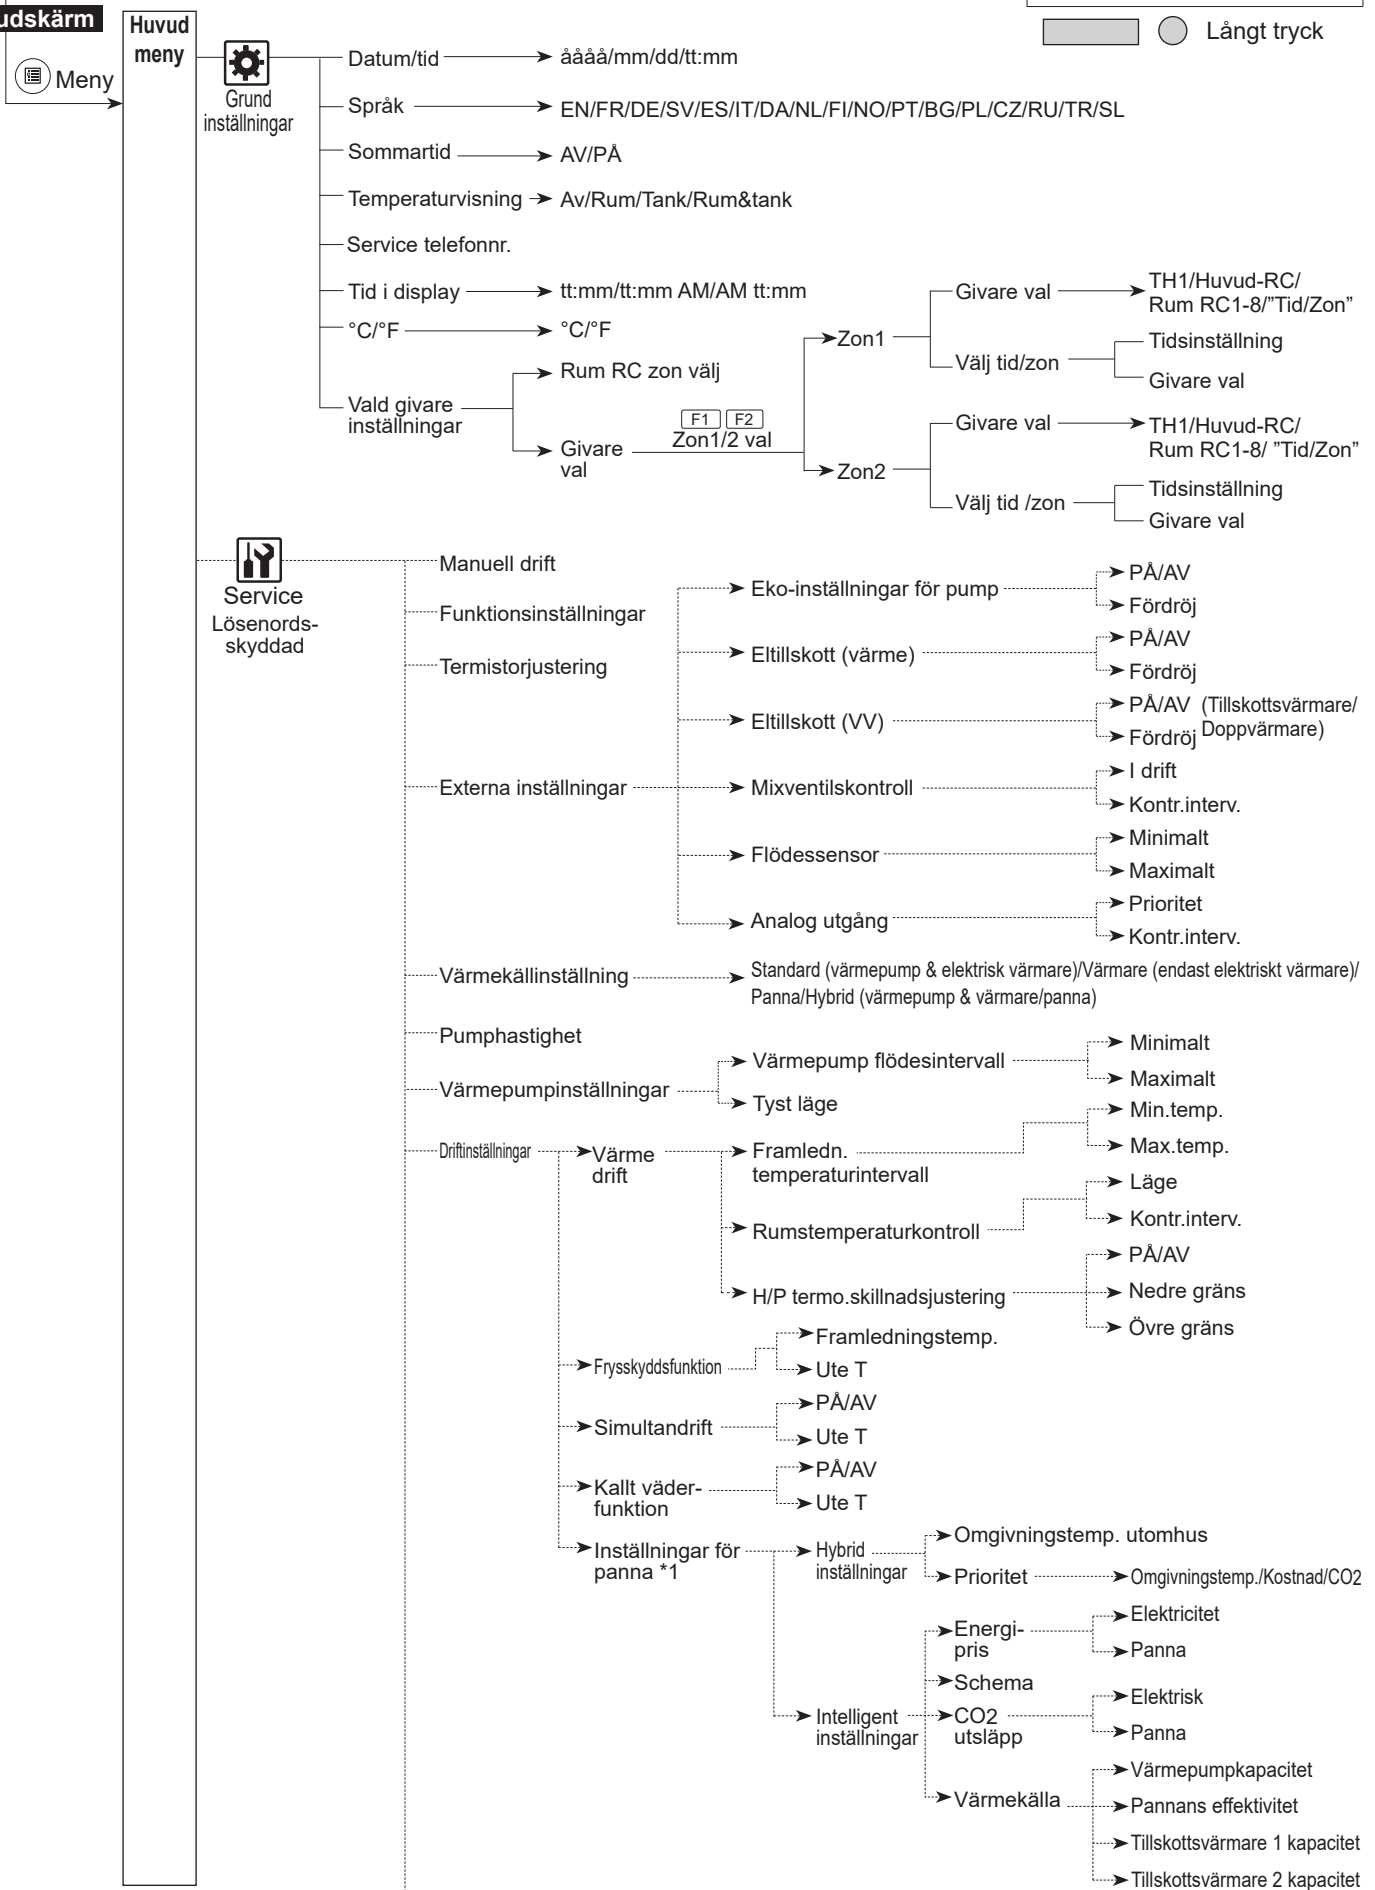 udskärm
Huvud
meny
Långt tryck
Meny
Grund
inställningar
Datum/tid
åååå/mm/dd/tt:mm
Språk
EN/FR/DE/SV/ES/IT/DA/NL/FI/NO/PT/BG/PL/CZ/RU/TR/SL
Sommartid
AV/PÅ
Temperaturvisning
Av/Rum/Tank/Rum&tank
Service telefonnr.
Tid i display
tt:mm/tt:mm AM/AM tt:mm
°C/°F
°C/°F
Vald givare
inställningar
Rum RC zon välj
Givare
val
F1 F2
Zon1/2 val
Zon1
Givare val
TH1/Huvud-RC/
Rum RC1-8/”Tid/Zon”
Välj tid/zon
Tidsinställning
Givare val
Zon2
Givare val
TH1/Huvud-RC/
Rum RC1-8/ ”Tid/Zon”
Välj tid /zon
Tidsinställning
Givare val
Service
Lösenords-
skyddad
Manuell drift
Funktionsinställningar
Termistorjustering
Externa inställningar
Eko-inställningar för pump
PÅ/AV
Fördröj
Eltillskott (värme)
PÅ/AV
Fördröj
Eltillskott (VV)
PÅ/AV
Fördröj
(Tillskottsvärmare/
Doppvärmare)
Mixventilskontroll
I drift
Kontr.interv.
Flödessensor
Minimalt
Maximalt
Analog utgång
Prioritet
Kontr.interv.
Värmekällinställning
Standard (värmepump & elektrisk värmare)/Värmare (endast elektriskt värmare)/
Panna/Hybrid (värmepump & värmare/panna)
Pumphastighet
Värmepumpinställningar
Värmepump flödesintervall
Minimalt
Maximalt
Tyst läge
Driftinställningar
Värme
drift
Framledn.
temperaturintervall
Min.temp.
Max.temp.
Rumstemperaturkontroll
Läge
Kontr.interv.
H/P termo.skillnadsjustering
PÅ/AV
Nedre gräns
Övre gräns
Frysskyddsfunktion
Framledningstemp.
Ute T
Simultandrift
PÅ/AV
Ute T
Kallt väder-
funktion
PÅ/AV
Ute T
Inställningar för
panna *1
Hybrid
inställningar
Omgivningstemp. utomhus
Prioritet
Omgivningstemp./Kostnad/CO2
Intelligent
inställningar
Energi-
pris
Elektricitet
Panna
Schema
CO2
utsläpp
Elektrisk
Panna
Värmekälla
Värmepumpkapacitet
Pannans effektivitet
Tillskottsvärmare 1 kapacitet
Tillskottsvärmare 2 kapacitet